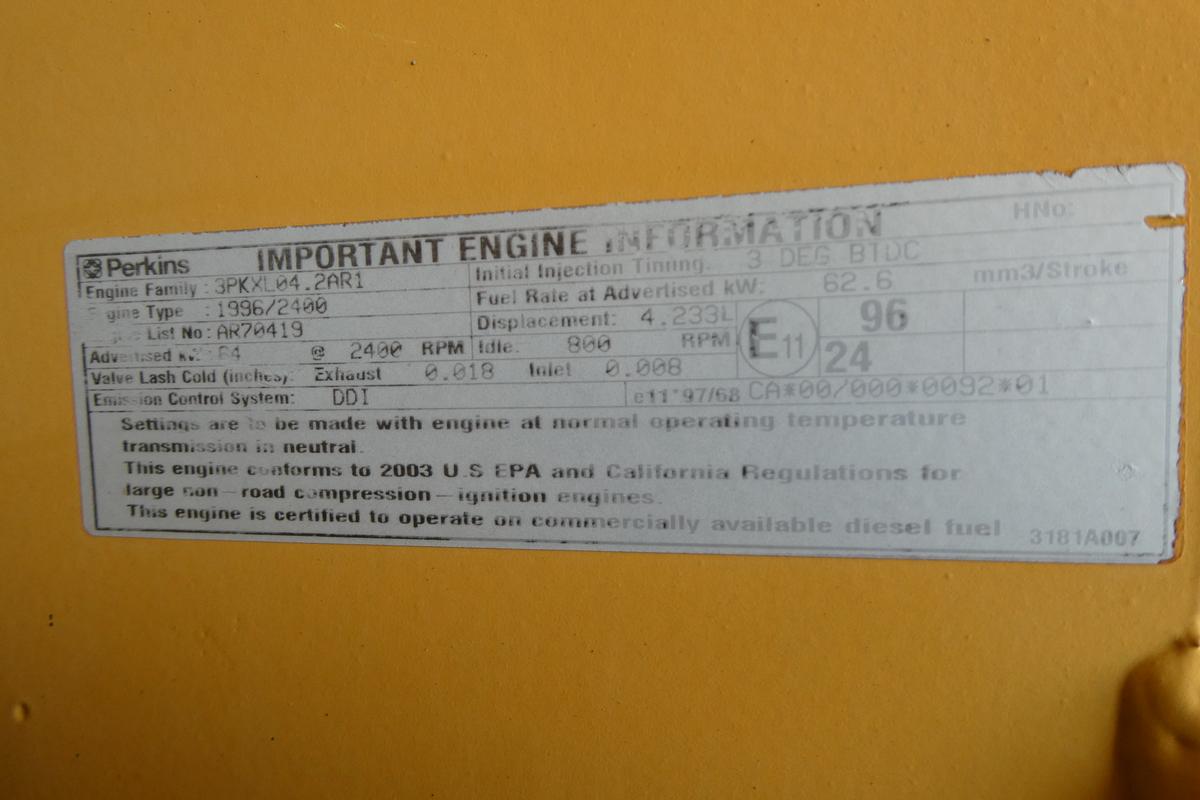 Perkins IMPORTANT ENGINE INFORMATION HNo:
Engine Family : 3PKXL04.2AR1 Initial Injection Timing. 3 DEG BTDC
Type : 1996/2400 Fuel Rate at Advertised kW: 62.6 mm3/Stroke
List No : AR70419 Displacement: 4.233L E11 96
Advertised @ 2400 RPM Idle. 800 RPM 24
Valve Lash Cold (inches): Exhaust 0.018 Inlet 0.008
Emission Control System: DDI e11*97/68 CA*00/000*0092*01
Settings are to be made with engine at normal operating temperature
transmission in neutral.
This engine conforms to 2003 U.S EPA and California Regulations for
large non-road compression-ignition engines.
This engine is certified to operate on commercially available diesel fuel
3181A007